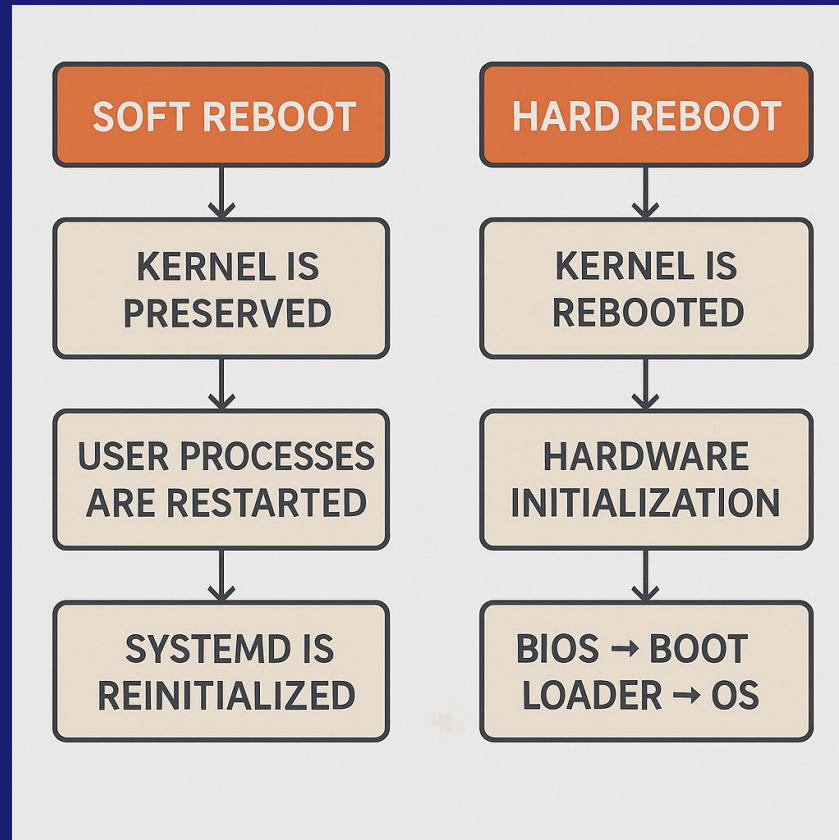 SOFT REBOOT
KERNEL IS
PRESERVED
USER PROCESSES
ARE RESTARTED
SYSTEMD IS
REINITIALIZED
HARD REBOOT
KERNEL IS
REBOOTED
HARDWARE
INITIALIZATION
BIOS → BOOT
LOADER → OS